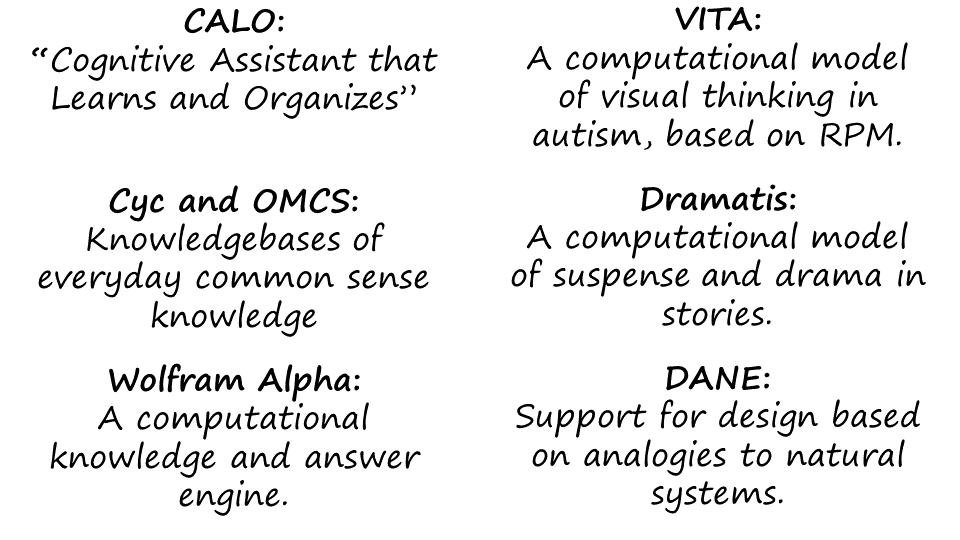 CALO:
“Cognitive Assistant that
Learns and Organizes”
VITA:
A computational model
of visual thinking in
autism, based on RPM.
Cyc and OMCS:
Knowledgebases of
everyday common sense
knowledge
Dramatis:
A computational model
of suspense and drama in
stories.
Wolfram Alpha:
A computational
knowledge and answer
engine.
DANE:
Support for design based
on analogies to natural
systems.